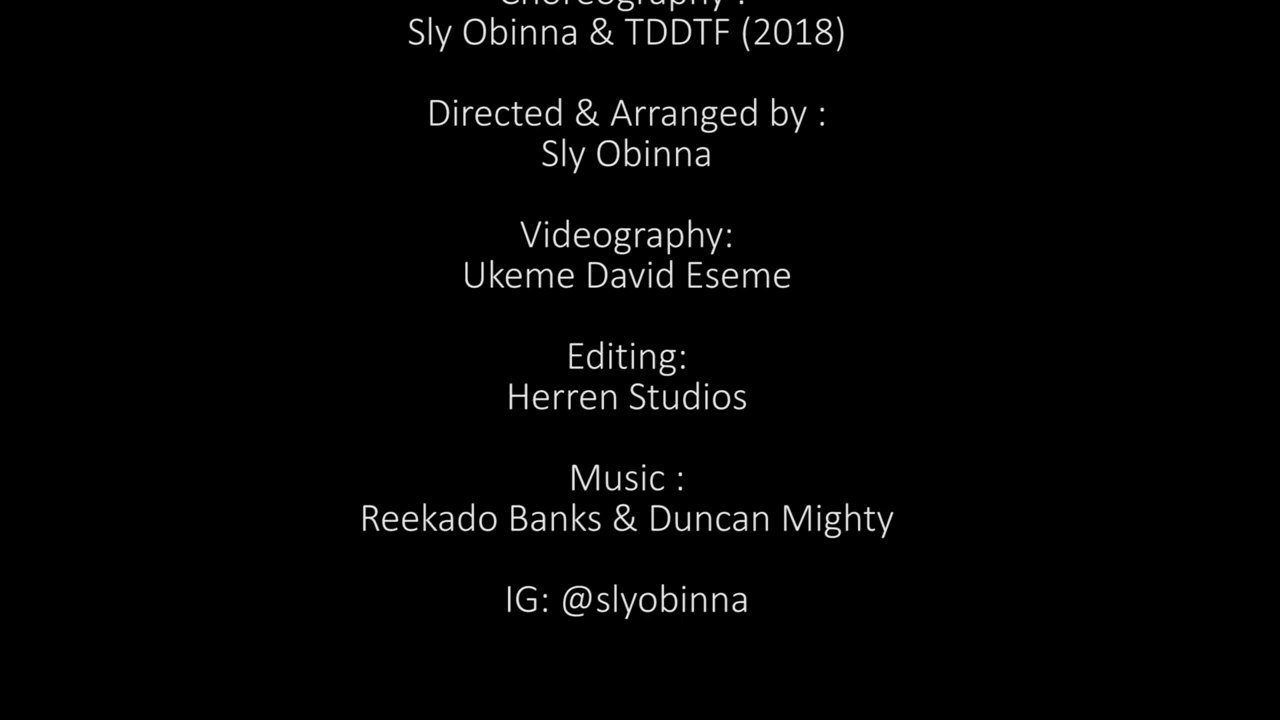 Choreography :
Sly Obinna & TDDTF (2018)
Directed & Arranged by :
Sly Obinna
Videography:
Ukeme David Eseme
Editing:
Herren Studios
Music :
Reekado Banks & Duncan Mighty
IG: @slyobinna